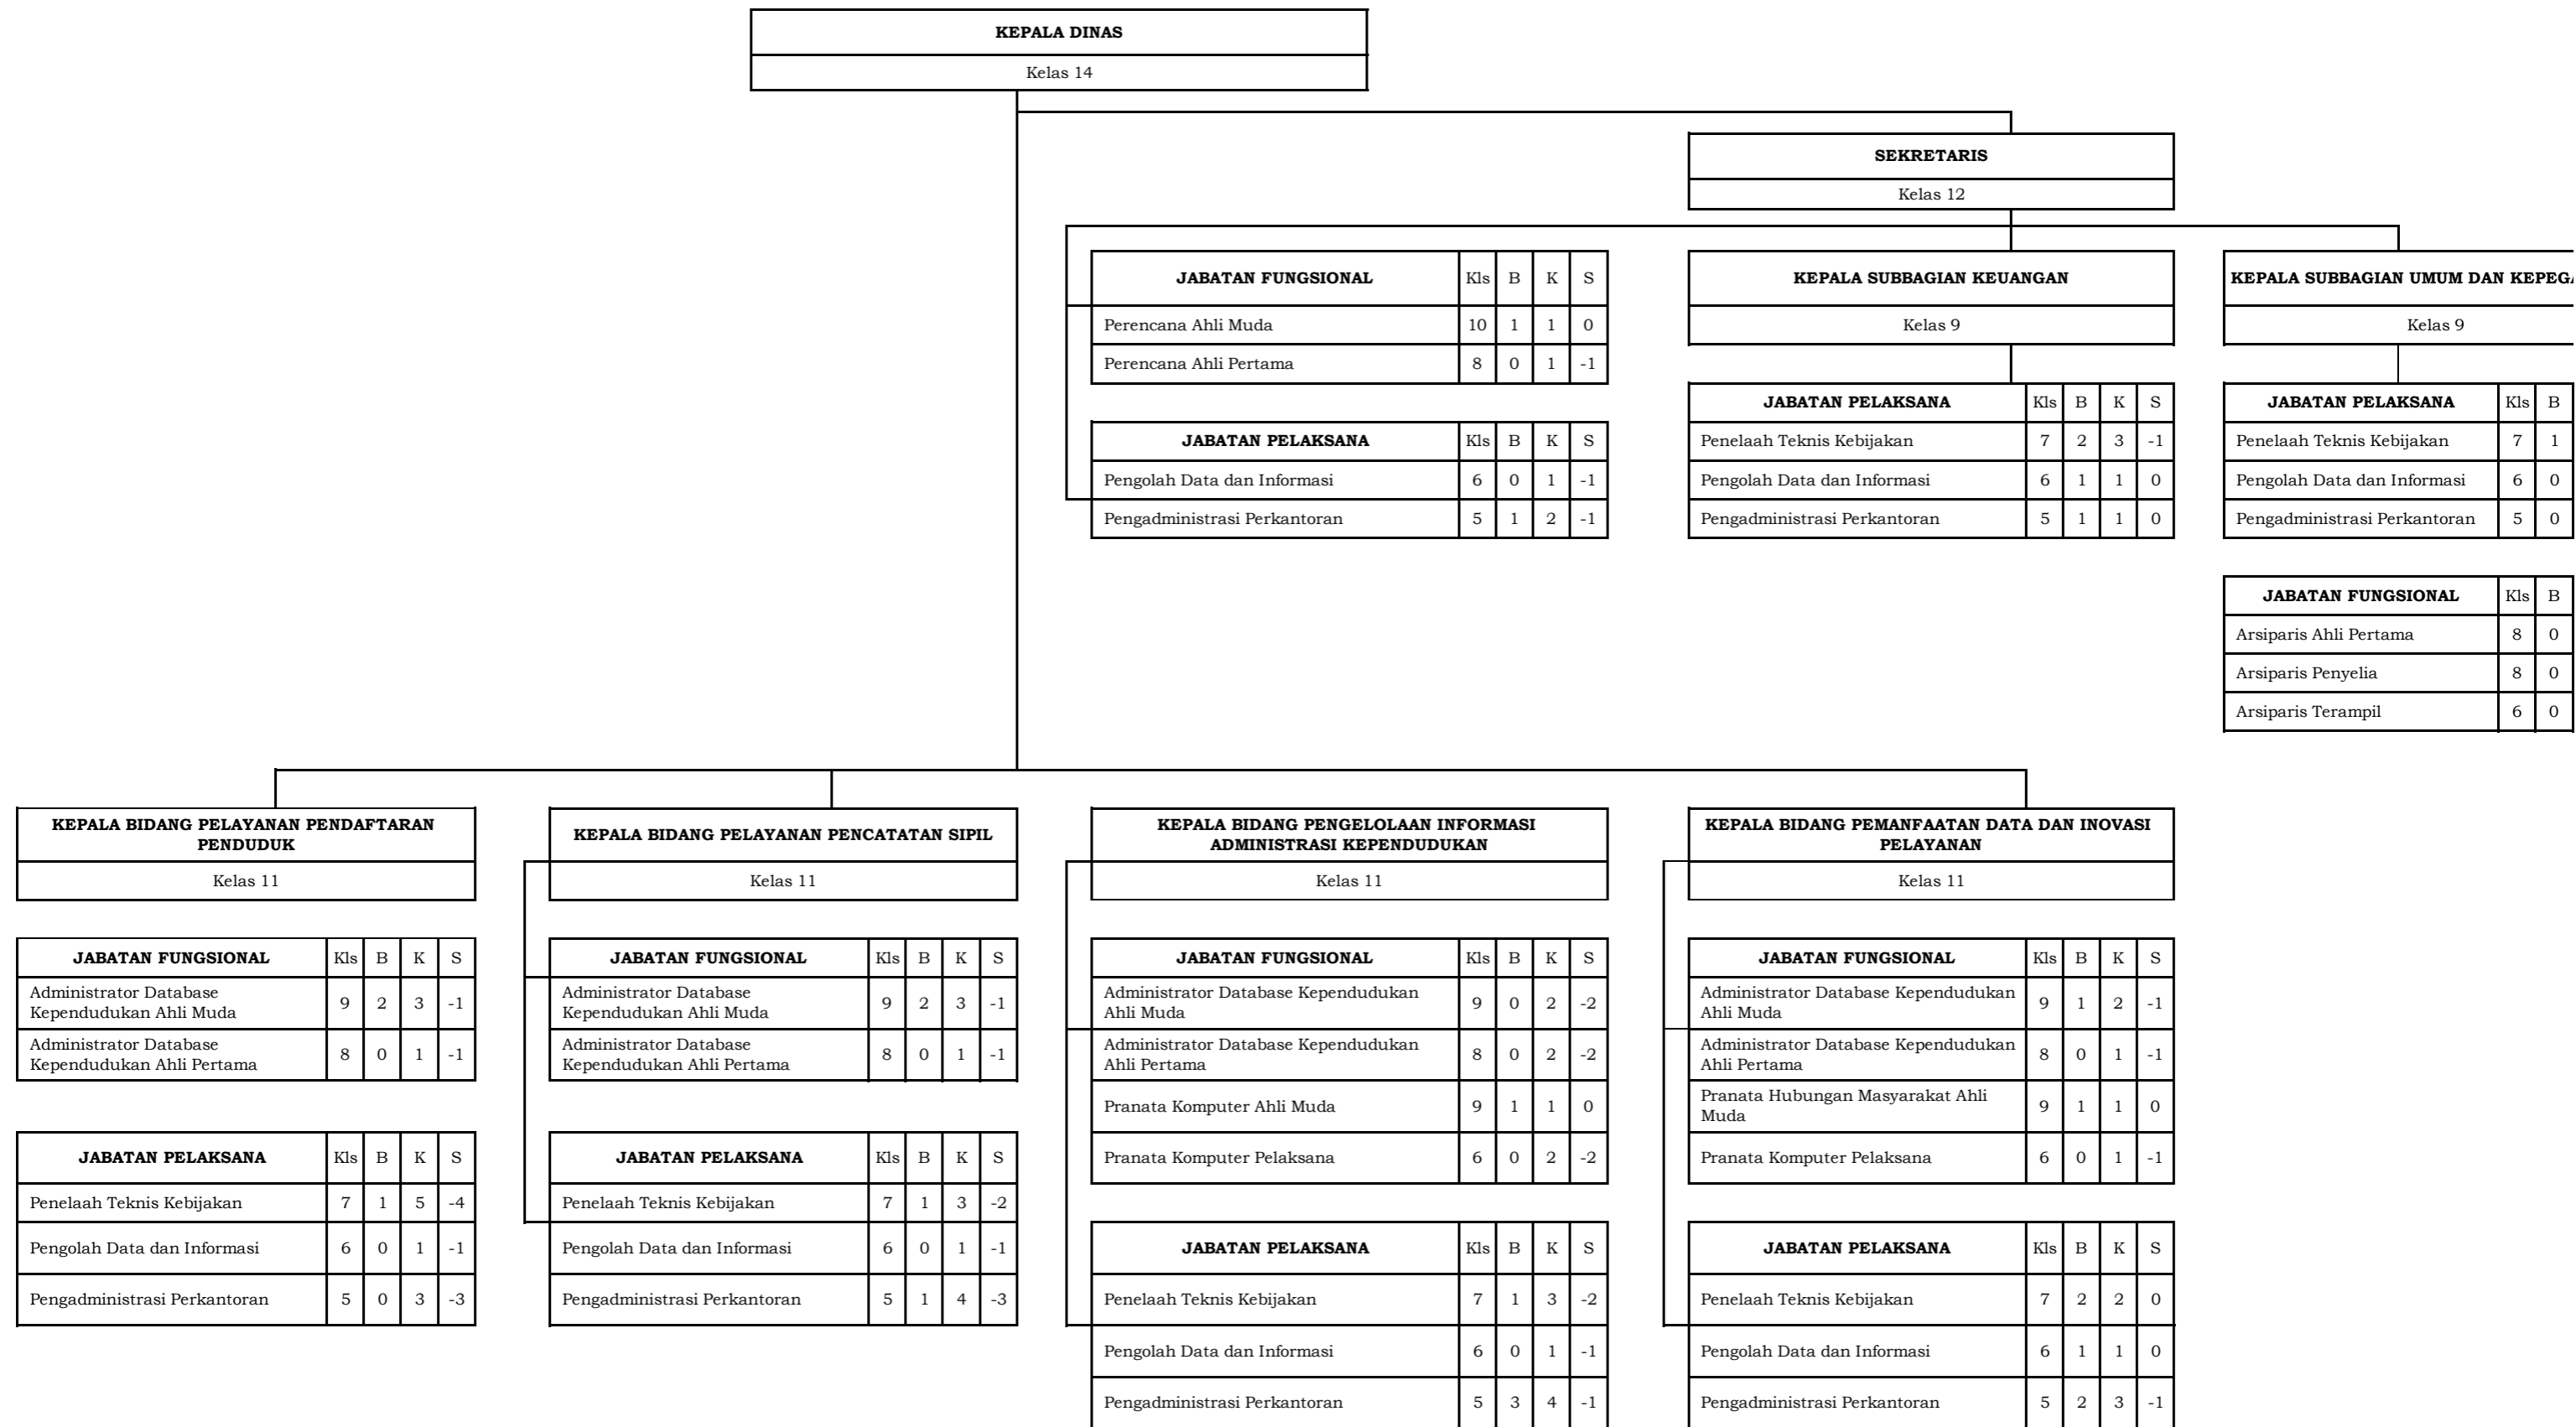 KEPALA DINAS
Kelas 14
SEKRETARIS
Kelas 12
JABATAN FUNGSIONAL Kls B K S
Perencana Ahli Muda 10 1 1 0
Perencana Ahli Pertama 8 0 1 -1
JABATAN PELAKSANA Kls B K S
Pengolah Data dan Informasi 6 0 1 -1
Pengadministrasi Perkantoran 5 1 2 -1
KEPALA SUBBAGIAN KEUANGAN
Kelas 9
JABATAN PELAKSANA Kls B K S
Penelaah Teknis Kebijakan 7 2 3 -1
Pengolah Data dan Informasi 6 1 1 0
Pengadministrasi Perkantoran 5 1 1 0
KEPALA SUBBAGIAN UMUM DAN KEPEG
Kelas 9
JABATAN PELAKSANA Kls B
Penelaah Teknis Kebijakan 7 1
Pengolah Data dan Informasi 6 0
Pengadministrasi Perkantoran 5 0
JABATAN FUNGSIONAL Kls B
Arsiparis Ahli Pertama 8 0
Arsiparis Penyelia 8 0
Arsiparis Terampil 6 0
KEPALA BIDANG PELAYANAN PENDAFTARAN
PENDUDUK
Kelas 11
JABATAN FUNGSIONAL Kls B K S
Administrator Database
Kependudukan Ahli Muda 9 2 3 -1
Administrator Database
Kependudukan Ahli Pertama 8 0 1 -1
JABATAN PELAKSANA Kls B K S
Penelaah Teknis Kebijakan 7 1 5 -4
Pengolah Data dan Informasi 6 0 1 -1
Pengadministrasi Perkantoran 5 0 3 -3
KEPALA BIDANG PELAYANAN PENCATATAN SIPIL
Kelas 11
JABATAN FUNGSIONAL Kls B K S
Administrator Database
Kependudukan Ahli Muda 9 2 3 -1
Administrator Database
Kependudukan Ahli Pertama 8 0 1 -1
JABATAN PELAKSANA Kls B K S
Penelaah Teknis Kebijakan 7 1 3 -2
Pengolah Data dan Informasi 6 0 1 -1
Pengadministrasi Perkantoran 5 1 4 -3
KEPALA BIDANG PENGELOLAAN INFORMASI
ADMINISTRASI KEPENDUDUKAN
Kelas 11
JABATAN FUNGSIONAL Kls B K S
Administrator Database Kependudukan
Ahli Muda 9 0 2 -2
Administrator Database Kependudukan
Ahli Pertama 8 0 2 -2
Pranata Komputer Ahli Muda 9 1 1 0
Pranata Komputer Pelaksana 6 0 2 -2
JABATAN PELAKSANA Kls B K S
Penelaah Teknis Kebijakan 7 1 3 -2
Pengolah Data dan Informasi 6 0 1 -1
Pengadministrasi Perkantoran 5 3 4 -1
KEPALA BIDANG PEMANFAATAN DATA DAN INOVASI
PELAYANAN
Kelas 11
JABATAN FUNGSIONAL Kls B K S
Administrator Database Kependudukan
Ahli Muda 9 1 2 -1
Administrator Database Kependudukan
Ahli Pertama 8 0 1 -1
Pranata Hubungan Masyarakat Ahli
Muda 9 1 1 0
Pranata Komputer Pelaksana 6 0 1 -1
JABATAN PELAKSANA Kls B K S
Penelaah Teknis Kebijakan 7 2 2 0
Pengolah Data dan Informasi 6 1 1 0
Pengadministrasi Perkantoran 5 2 3 -1